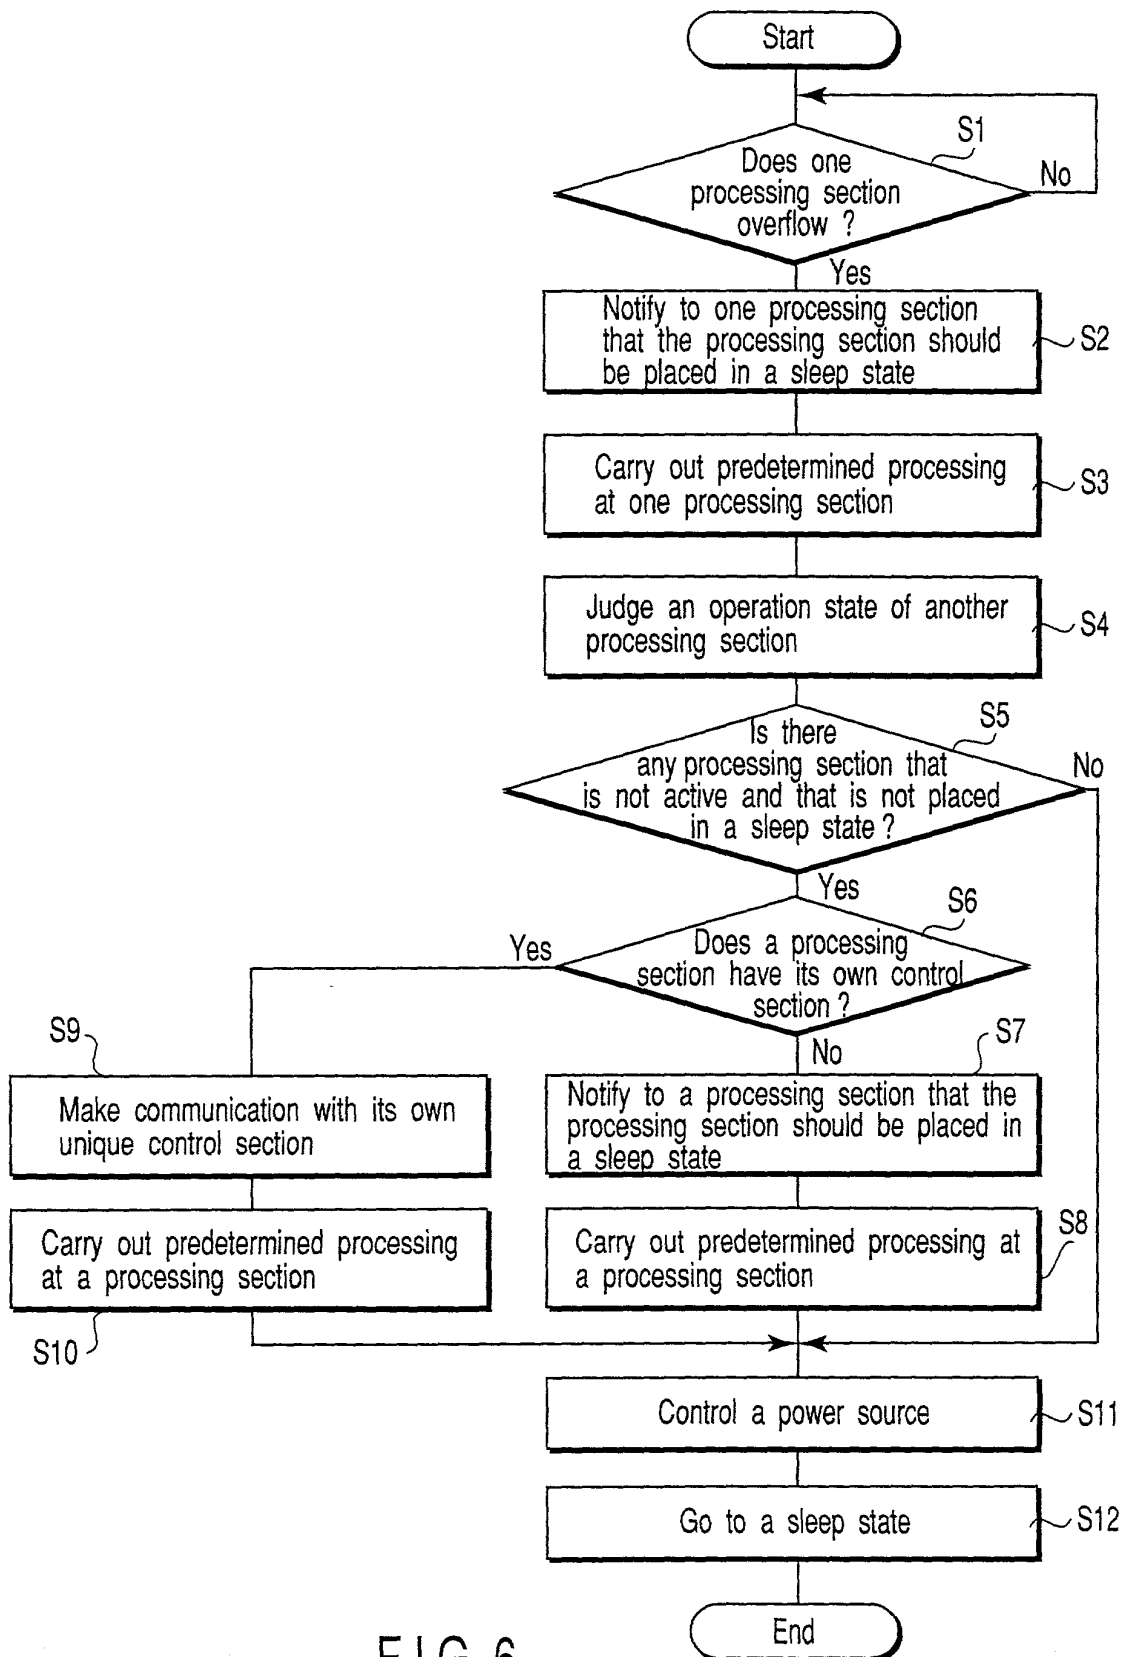 Start
S1
Does one
processing section
overflow ?
No
Yes
Notify to one processing section
that the processing section should
be placed in a sleep state
S2
Carry out predetermined processing
at one processing section
S3
Judge an operation state of another
processing section
S4
S5
Is there
any processing section that
is not active and that is not placed
in a sleep state ?
No
Yes
S6
Does a processing
section have its own control
section ?
Yes
No
S9
Make communication with its own
unique control section
S7
Notify to a processing section that the
processing section should be placed in
a sleep state
Carry out predetermined processing
at a processing section
S10
S8
Carry out predetermined processing at
a processing section
Control a power source
S11
Go to a sleep state
S12
End
FIG. 6